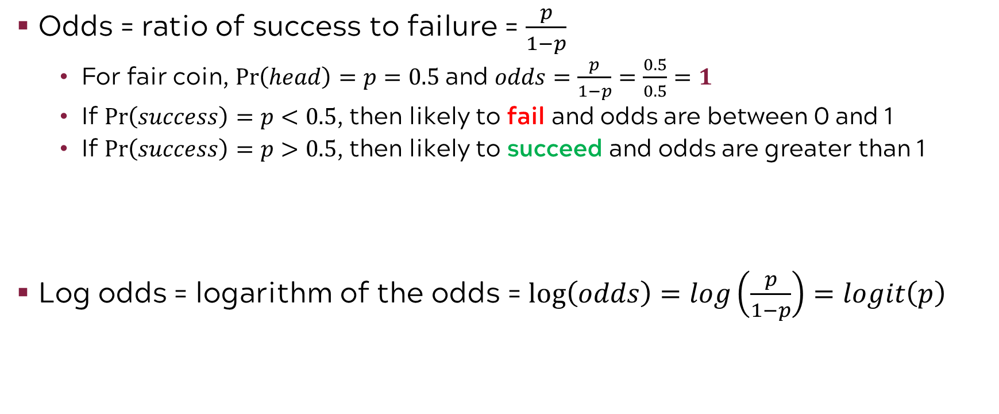 ▪ Odds = ratio of success to failure = $\frac{p}{1-p}$
• For fair coin, $\Pr(head) = p = 0.5$ and $odds = \frac{p}{1-p} = \frac{0.5}{0.5} = \mathbf{1}$
• If $\Pr(success) = p < 0.5$, then likely to fail and odds are between 0 and 1
• If $\Pr(success) = p > 0.5$, then likely to succeed and odds are greater than 1
▪ Log odds = logarithm of the odds = $\log(odds) = log\left(\frac{p}{1-p}\right) = logit(p)$